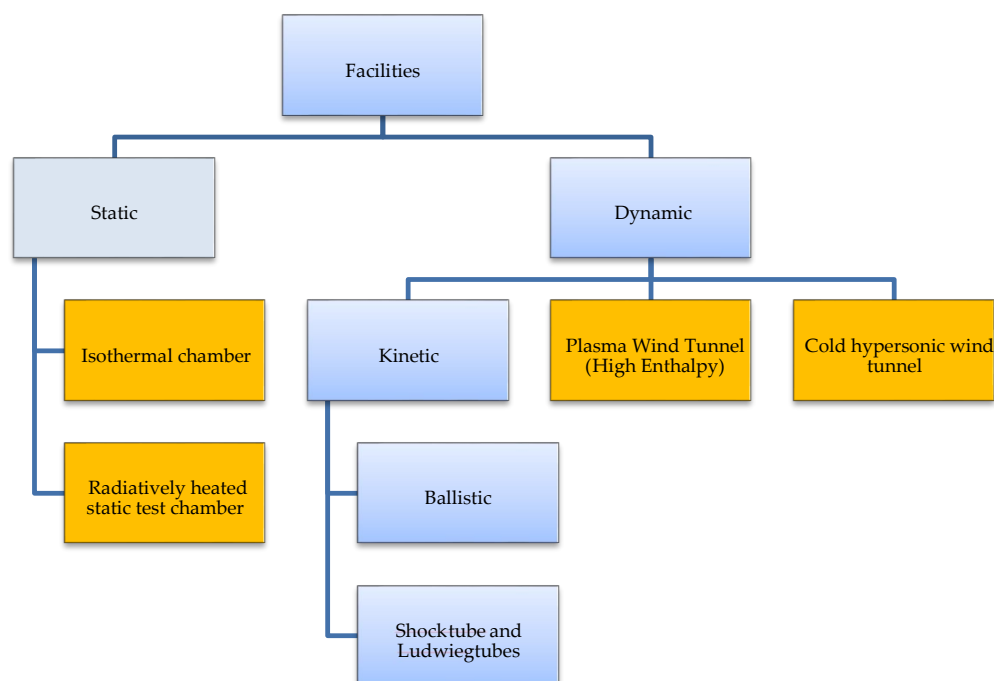 Facilities
Static
Dynamic
Isothermal chamber
Kinetic
Plasma Wind Tunnel
(High Enthalpy)
Cold hypersonic wind
tunnel
Radiatively heated
static test chamber
Ballistic
Shocktube and
Ludwiegtubes